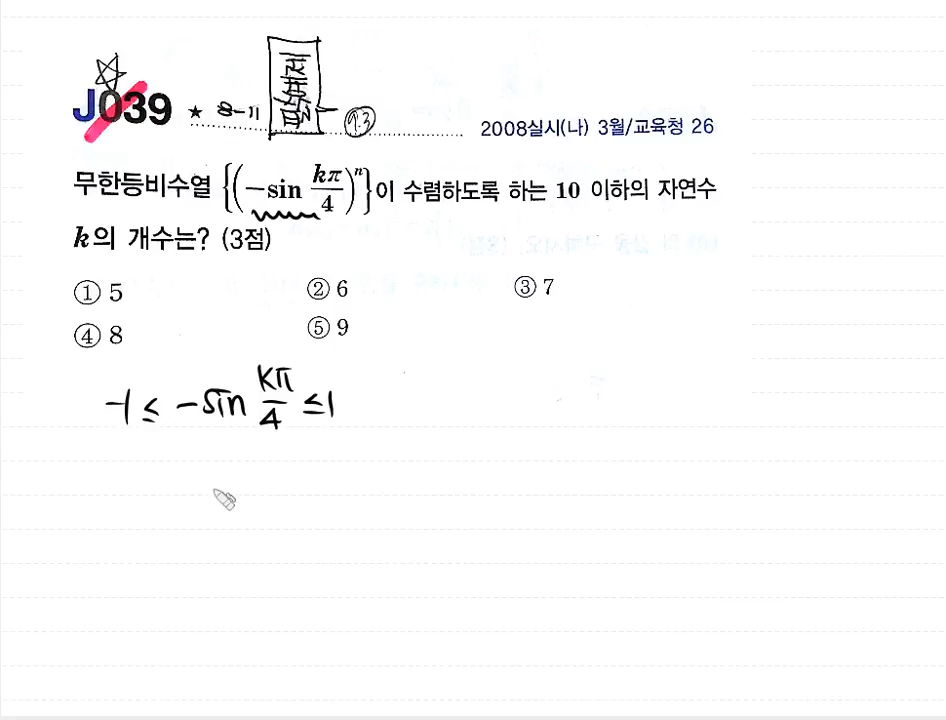 J039 ★ 8-11 93
2008실시(나) 3월/교육청 26
무한등비수열 {(-sin kπ/4)ⁿ}이 수렴하도록 하는 10 이하의 자연수
k의 개수는? (3점)
① 5 ② 6 ③ 7
④ 8 ⑤ 9
-1 ≤ -sin kπ/4 ≤ 1